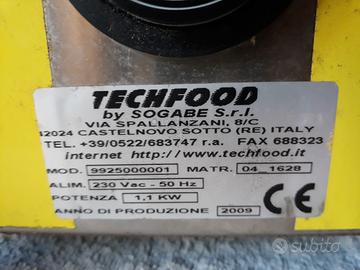 TECHFOOD
by SOGABE S.r.l.
VIA SPALLANZANI, 8/C
42024 CASTELNOVO SOTTO (RE) ITALY
TEL. +39/0522/683747 r.a. FAX 688323
internet http://www.techfood.it
MOD. 9925000001 MATR. 04_1628
ALIM. 230 Vac - 50 Hz
POTENZA 1,1 KW
ANNO DI PRODUZIONE 2009 CE
subito